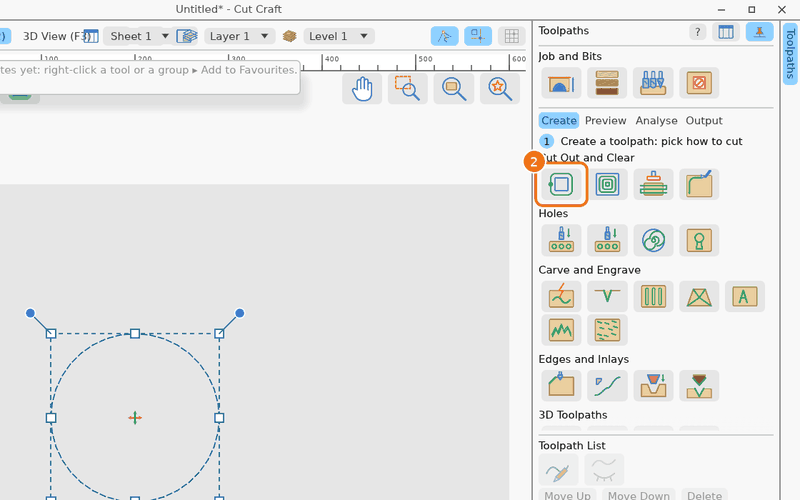 Untitled* - Cut Craft
3D View (F3)
Sheet 1
Layer 1
Level 1
100
200
300
400
500
600
tes yet: right-click a tool or a group ▸ Add to Favourites.
Toolpaths
?
Toolpaths
Job and Bits
Create
Preview
Analyse
Output
1 Create a toolpath: pick how to cut
2
Cut Out and Clear
Holes
Carve and Engrave
A
Edges and Inlays
3D Toolpaths
Toolpath List
Move Up
Move Down
Delete